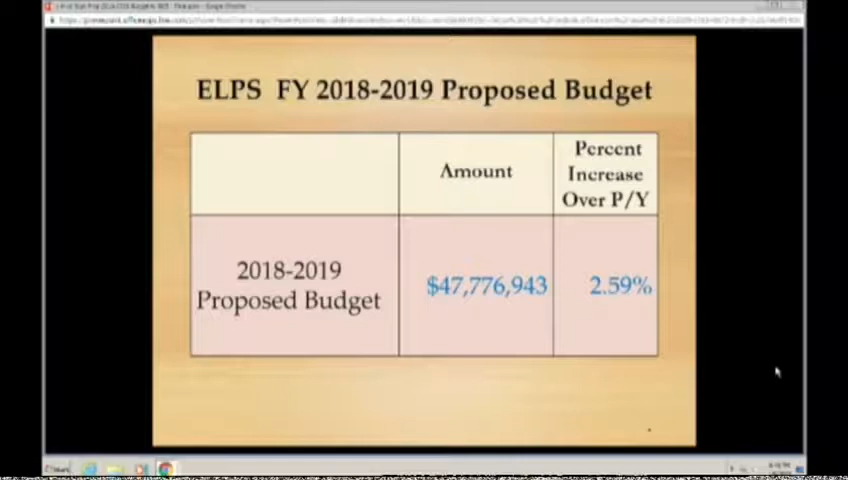 ELPS FY 2018-2019 Proposed Budget
Amount
Percent
Increase
Over P/Y
2018-2019
Proposed Budget
$47,776,943
2.59%